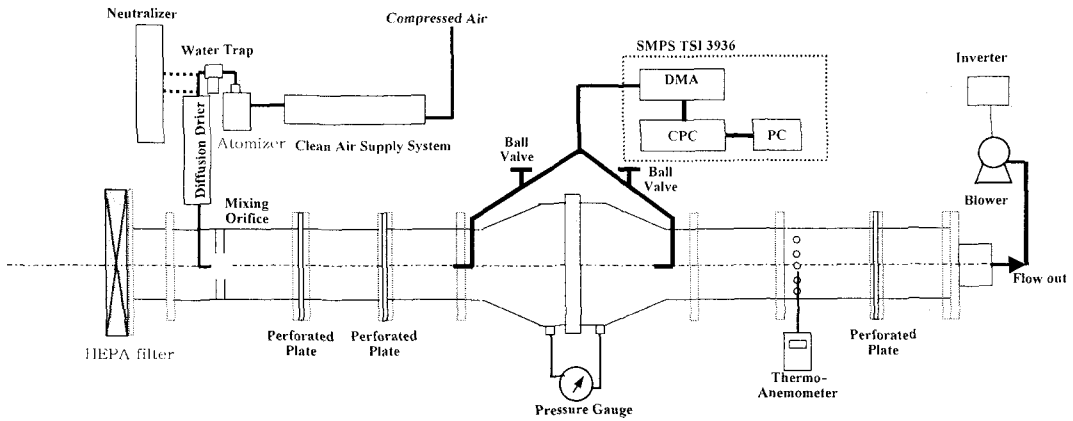 Neutralizer
Compressed Air
Water Trap
SMPS TSI 3936
DMA
Inverter
CPC
PC
Diffusion Drier
Atomizer
Clean Air Supply System
Ball
Valve
Ball
Valve
Blower
Mixing
Orifice
Flow out
Perforated
Plate
Perforated
Plate
Perforated
Plate
HEPA filter
Thermo-
Anemometer
Pressure Gauge